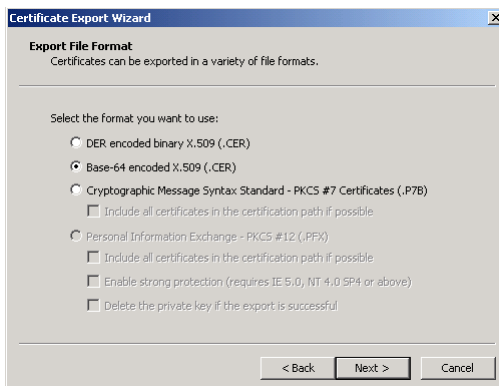 Certificate Export Wizard
Export File Format
Certificates can be exported in a variety of file formats.
Select the format you want to use:
DER encoded binary X.509 (.CER)
Base-64 encoded X.509 (.CER)
Cryptographic Message Syntax Standard - PKCS #7 Certificates (.P7B)
Include all certificates in the certification path if possible
Personal Information Exchange - PKCS #12 (.PFX)
Include all certificates in the certification path if possible
Enable strong protection (requires IE 5.0, NT 4.0 SP4 or above)
Delete the private key if the export is successful
< Back Next > Cancel